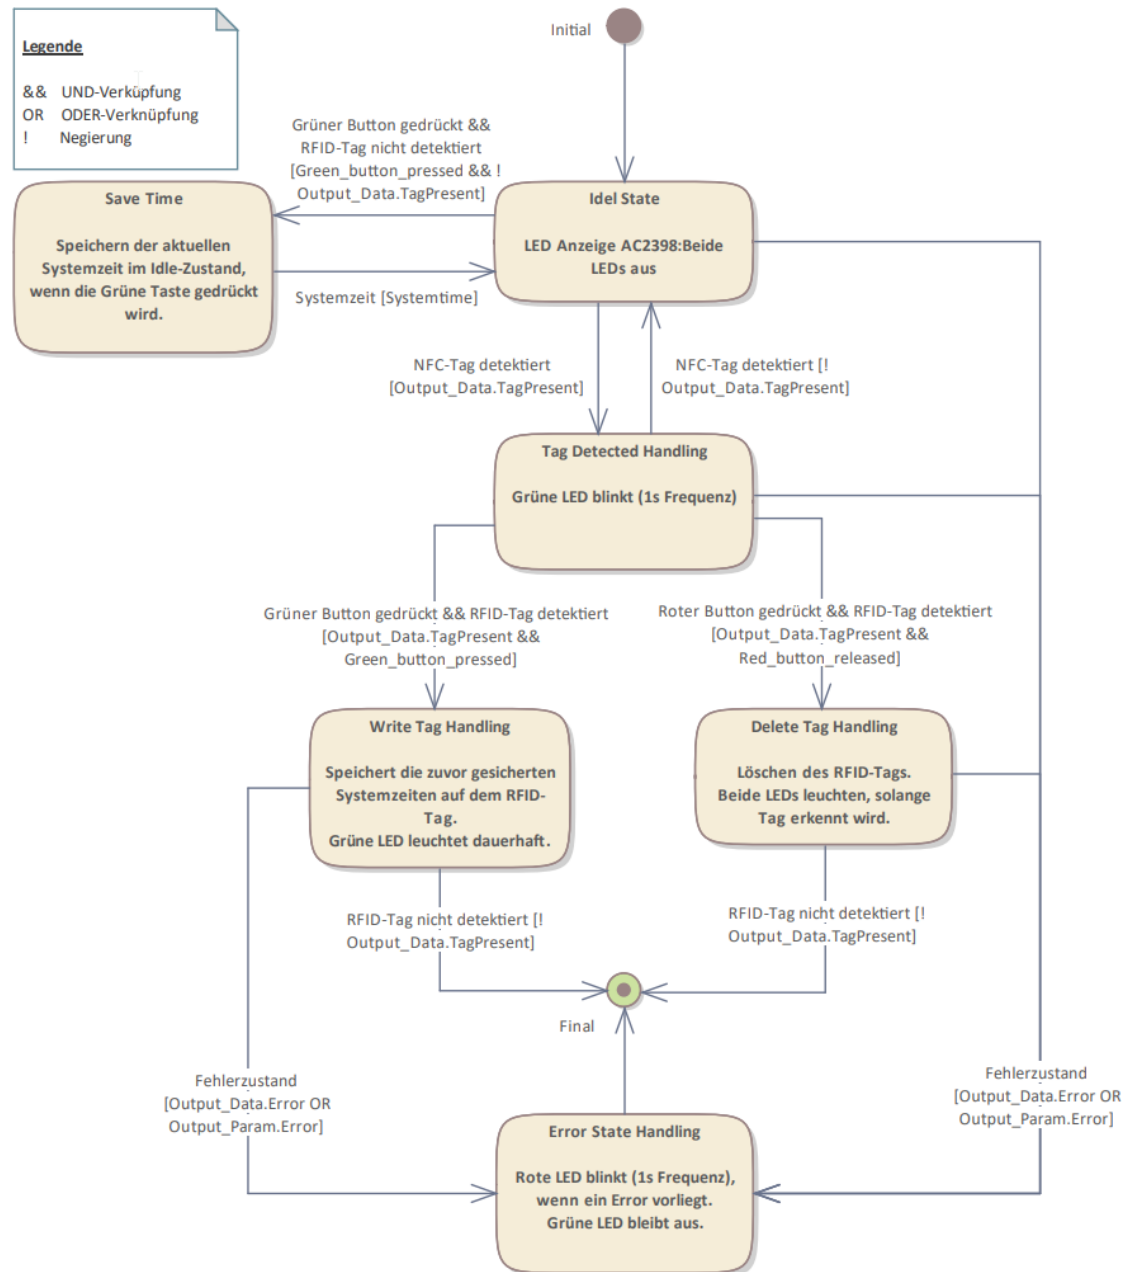 Legende
&& UND-Verküpfung
OR ODER-Verknüpfung
! Negierung
Initial
Grüner Button gedrückt &&
RFID-Tag nicht detektiert
[Green_button_pressed && !
Output_Data.TagPresent]
Save Time
Speichern der aktuellen
Systemzeit im Idle-Zustand,
wenn die Grüne Taste gedrückt
wird.
Idel State
LED Anzeige AC2398:Beide
LEDs aus
Systemzeit [Systemtime]
NFC-Tag detektiert
[Output_Data.TagPresent]
NFC-Tag detektiert [!
Output_Data.TagPresent]
Tag Detected Handling
Grüne LED blinkt (1s Frequenz)
Grüner Button gedrückt && RFID-Tag detektiert
[Output_Data.TagPresent &&
Green_button_pressed]
Roter Button gedrückt && RFID-Tag detektiert
[Output_Data.TagPresent &&
Red_button_released]
Write Tag Handling
Speichert die zuvor gesicherten
Systemzeiten auf dem RFID-
Tag.
Grüne LED leuchtet dauerhaft.
Delete Tag Handling
Löschen des RFID-Tags.
Beide LEDs leuchten, solange
Tag erkennt wird.
RFID-Tag nicht detektiert [!
Output_Data.TagPresent]
RFID-Tag nicht detektiert [!
Output_Data.TagPresent]
Final
Fehlerzustand
[Output_Data.Error OR
Output_Param.Error]
Fehlerzustand
[Output_Data.Error OR
Output_Param.Error]
Error State Handling
Rote LED blinkt (1s Frequenz),
wenn ein Error vorliegt.
Grüne LED bleibt aus.